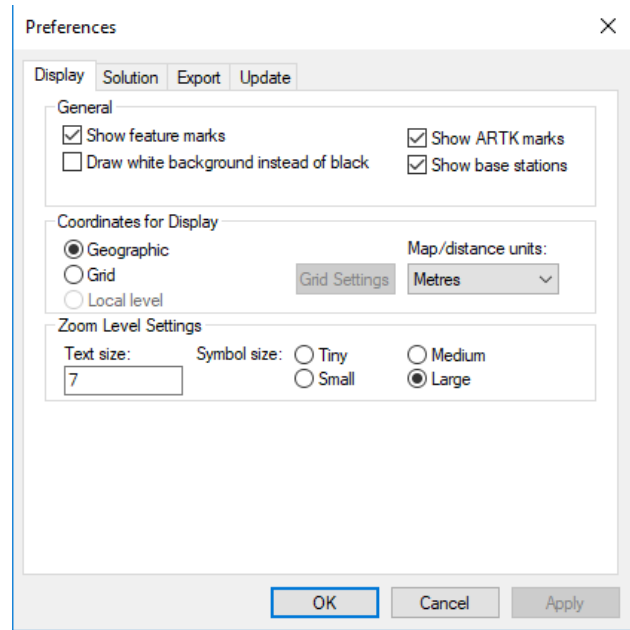 Preferences
Display Solution Export Update
General
Show feature marks
Show ARTK marks
Draw white background instead of black
Show base stations
Coordinates for Display
Geographic
Map/distance units:
Grid
Grid Settings
Metres
Local level
Zoom Level Settings
Text size:
Symbol size:
Tiny
Medium
7
Small
Large
OK
Cancel
Apply